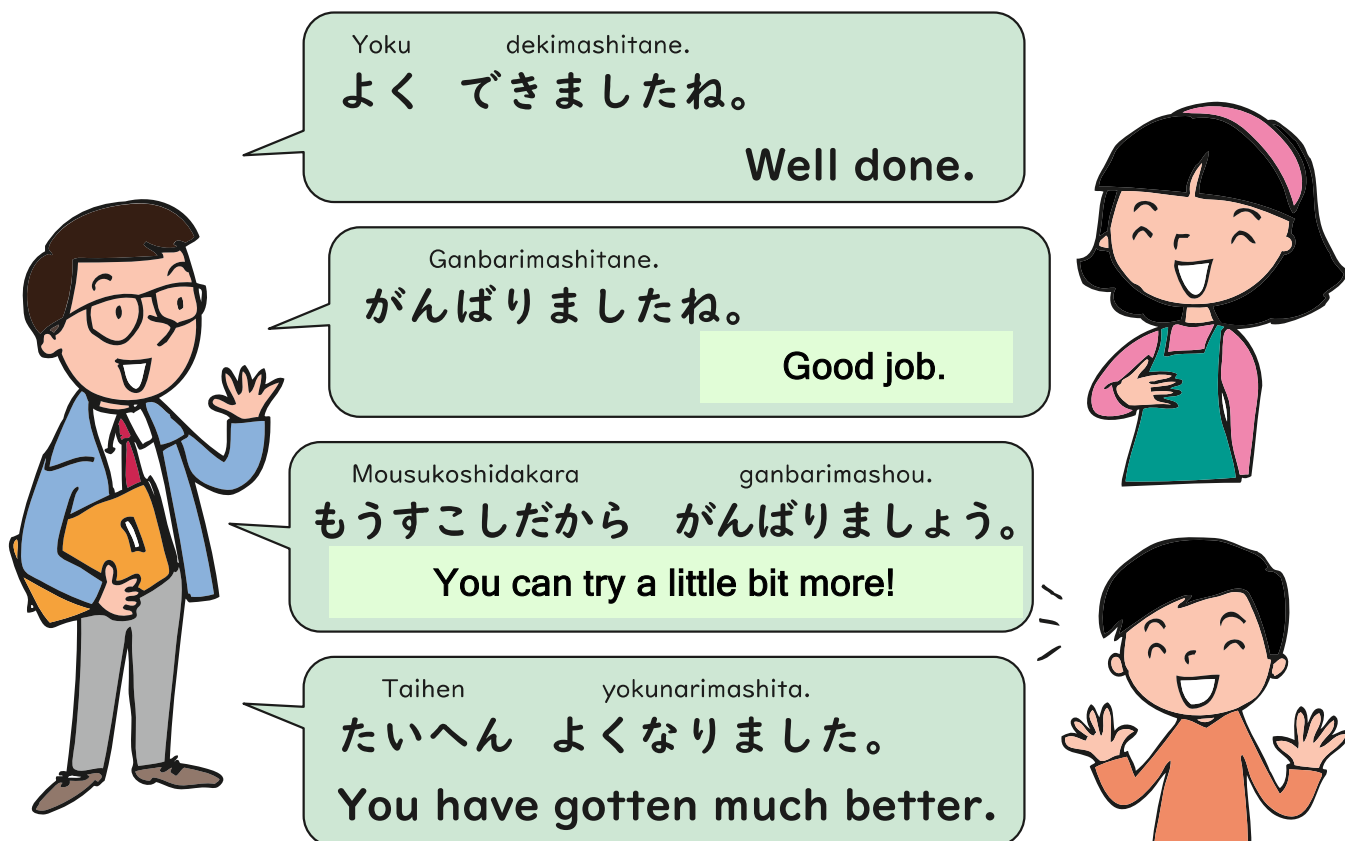 Yoku dekimashitane.
よく できましたね。
Well done.
Ganbarimashitane.
がんばりましたね。
Good job.
Mousukoshidakara ganbarimashou.
もうすこしだから がんばりましょう。
You can try a little bit more!
Taihen yokunarimashita.
たいへん よくなりました。
You have gotten much better.